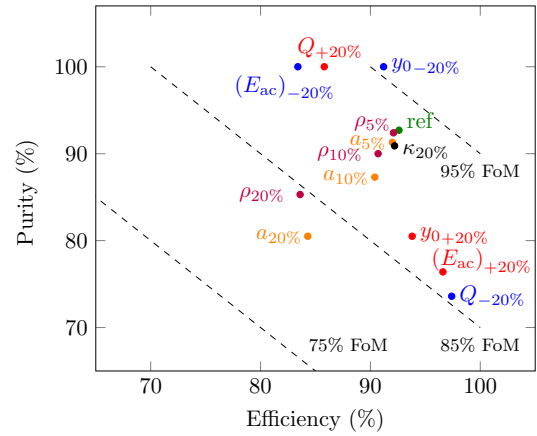 Q+20%
y0−20%
(Eac)−20%
ρ5%
ref
a5%
κ20%
ρ10%
95% FoM
a10%
ρ20%
a20%
y0+20%
(Eac)+20%
Q−20%
75% FoM
85% FoM
100
90
80
70
Purity (%)
70
80
90
100
Efficiency (%)